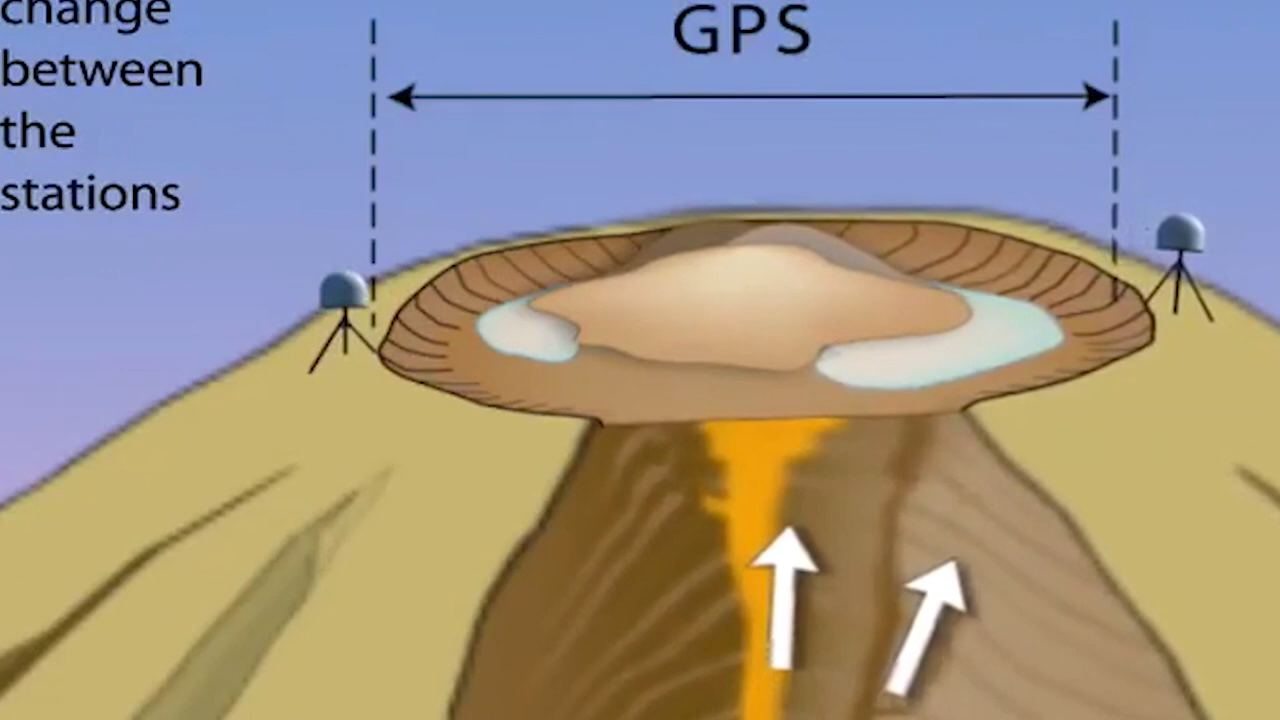 change
between
the
stations
GPS